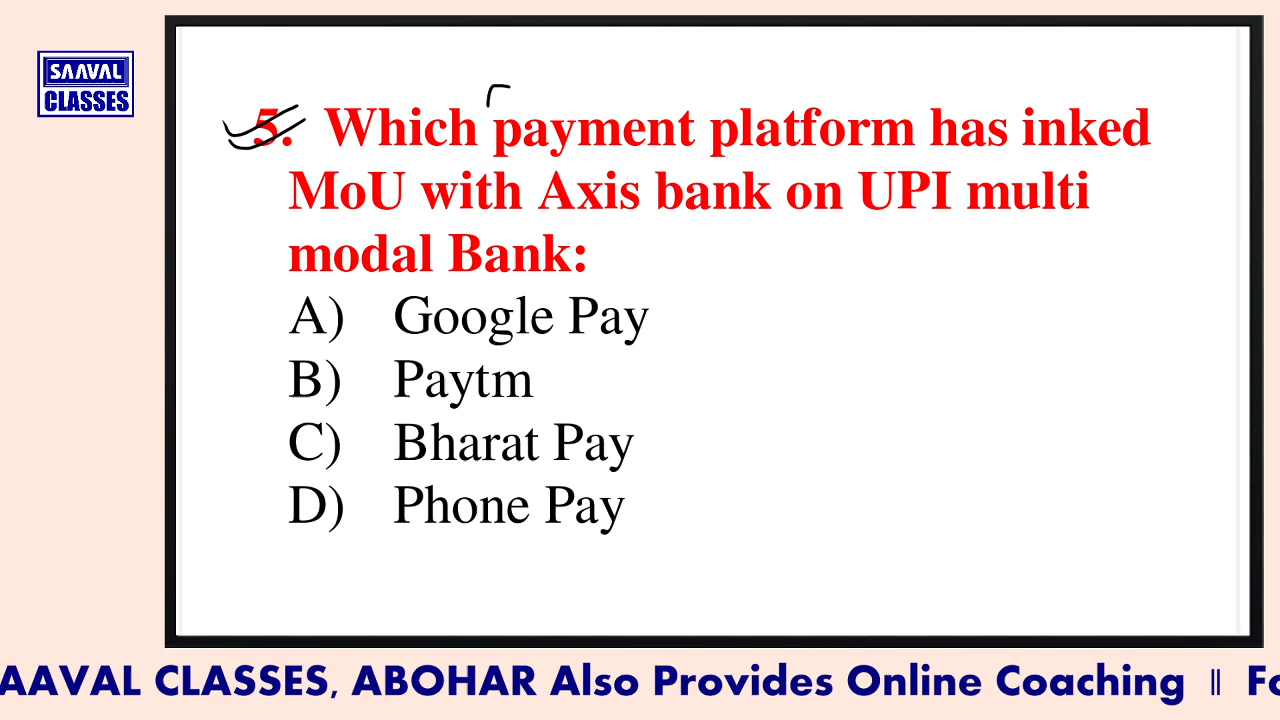 SAAVAL
CLASSES
5. Which payment platform has inked
MoU with Axis bank on UPI multi
modal Bank:
A) Google Pay
B) Paytm
C) Bharat Pay
D) Phone Pay
AAVAL CLASSES, ABOHAR Also Provides Online Coaching || Fo